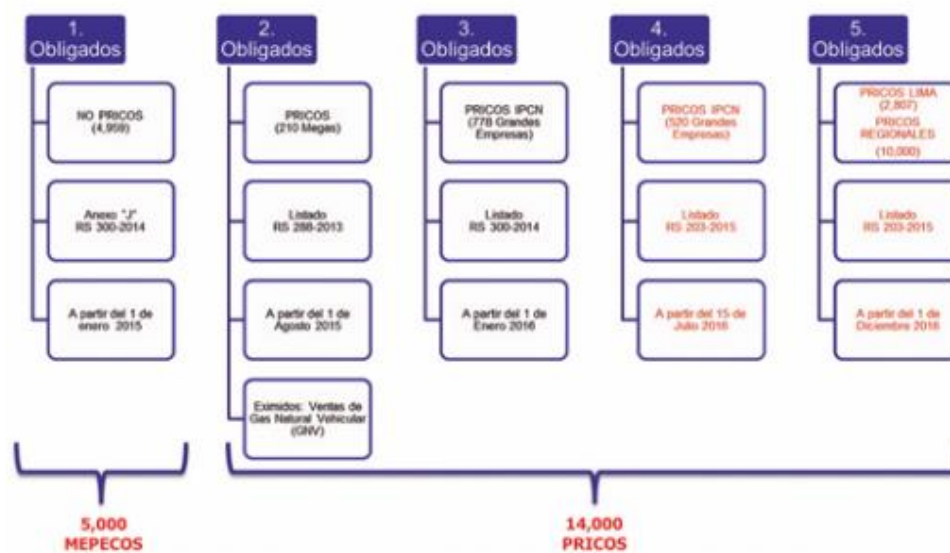 1.
Obligados
NO PRICOS
(4,959)
Anexo "J"
RS 300-2014
A partir del 1 de
enero 2015
2.
Obligados
PRICOS
(210 Megas)
Listado
RS 288-2013
A partir del 1 de
Agosto 2015
Eximidos: Ventas de
Gas Natural Vehicular
(GNV)
3.
Obligados
PRICOS IPCN
(778 Grandes
Empresas)
Listado
RS 300-2014
A partir del 1 de
Enero 2016
4.
Obligados
PRICOS IPCN
(520 Grandes
Empresas)
Listado
RS 203-2015
A partir del 15 de
Julio 2016
5.
Obligados
PRICOS LIMA
(2,807)
PRICOS
REGIONALES
(10,000)
Listado
RS 203-2015
A partir del 1 de
Diciembre 2016
5,000
MEPECOS
14,000
PRICOS